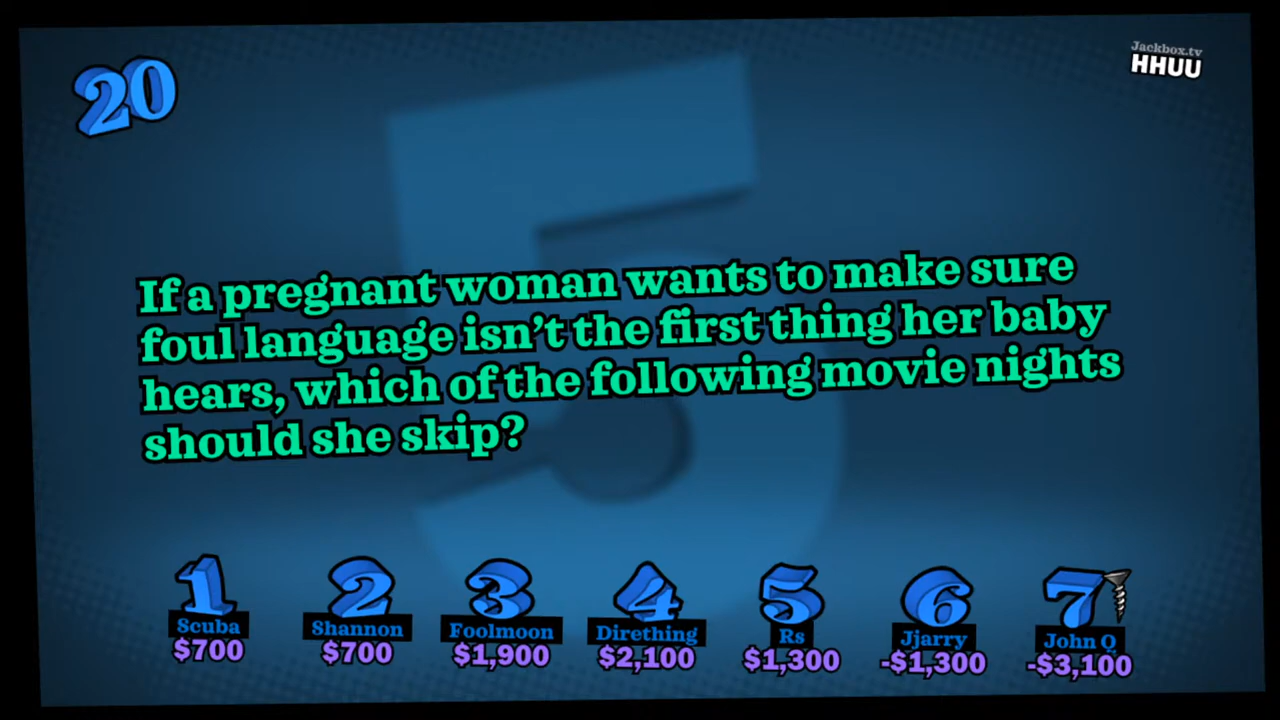 20
Jackbox.tv
HHUU
If a pregnant woman wants to make sure
foul language isn't the first thing her baby
hears, which of the following movie nights
should she skip?
1 2 3 4 5 6 7
Scuba Shannon Foolmoon Dirething Rs Jjarry John Q
$700 $700 $1,900 $2,100 $1,300 -$1,300 -$3,100
5